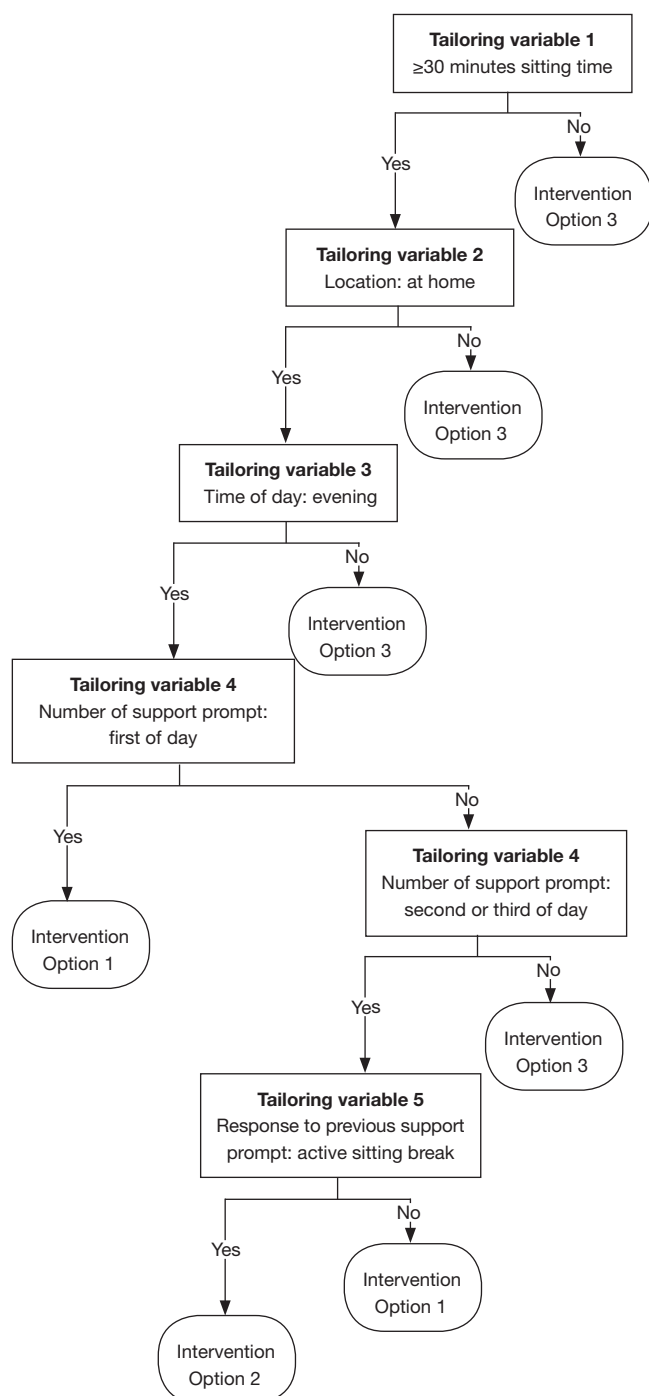 Tailoring variable 1
≥30 minutes sitting time
No
Yes
Intervention
Option 3
Tailoring variable 2
Location: at home
No
Yes
Intervention
Option 3
Tailoring variable 3
Time of day: evening
No
Yes
Intervention
Option 3
Tailoring variable 4
Number of support prompt:
first of day
No
Yes
Tailoring variable 4
Number of support prompt:
second or third of day
Intervention
Option 1
No
Yes
Intervention
Option 3
Tailoring variable 5
Response to previous support
prompt: active sitting break
No
Yes
Intervention
Option 1
Intervention
Option 2